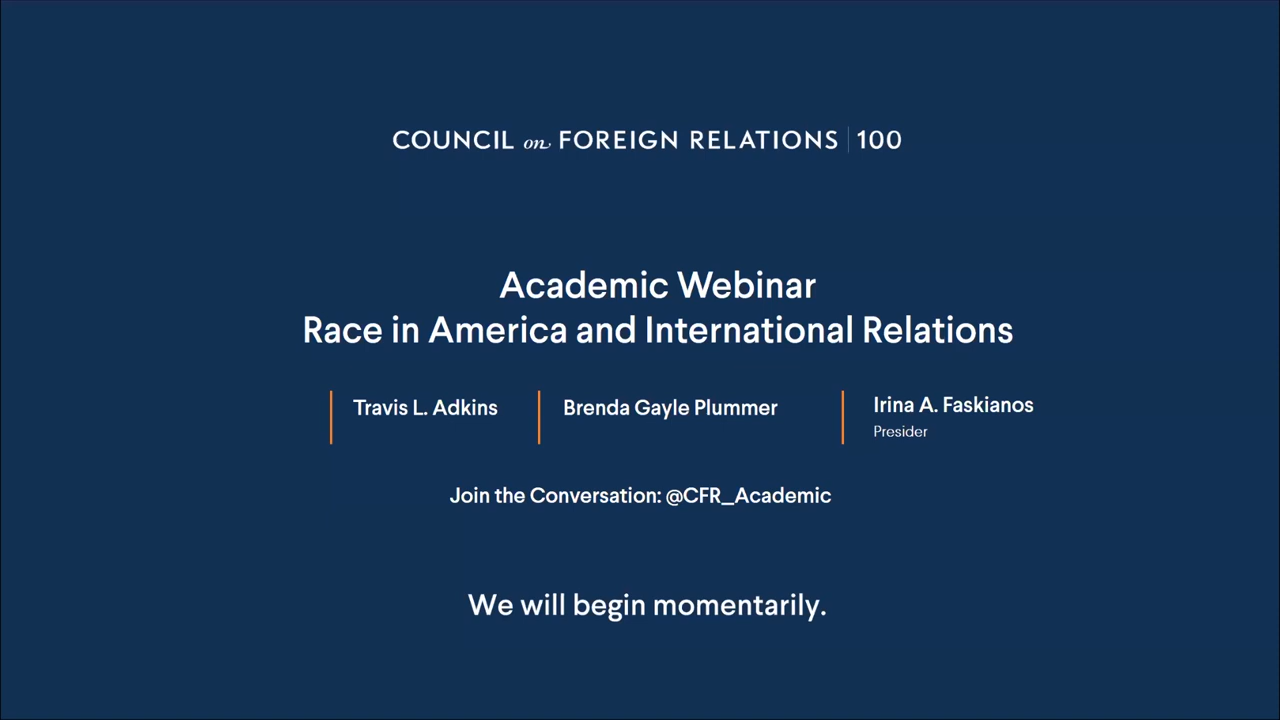 COUNCIL on FOREIGN RELATIONS | 100
Academic Webinar
Race in America and International Relations
Travis L. Adkins
Brenda Gayle Plummer
Irina A. Faskianos
Presider
Join the Conversation: @CFR_Academic
We will begin momentarily.